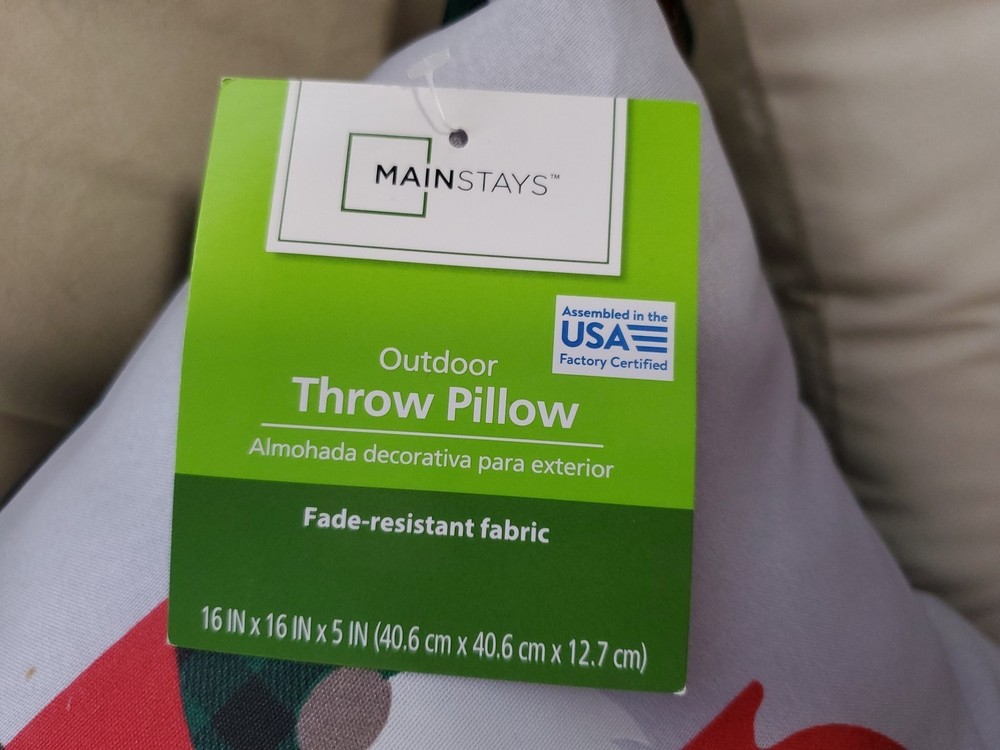 MAINSTAYS™
Assembled in the
USA
Factory Certified
Outdoor
Throw Pillow
Almohada decorativa para exterior
Fade-resistant fabric
16 IN x 16 IN x 5 IN (40.6 cm x 40.6 cm x 12.7 cm)